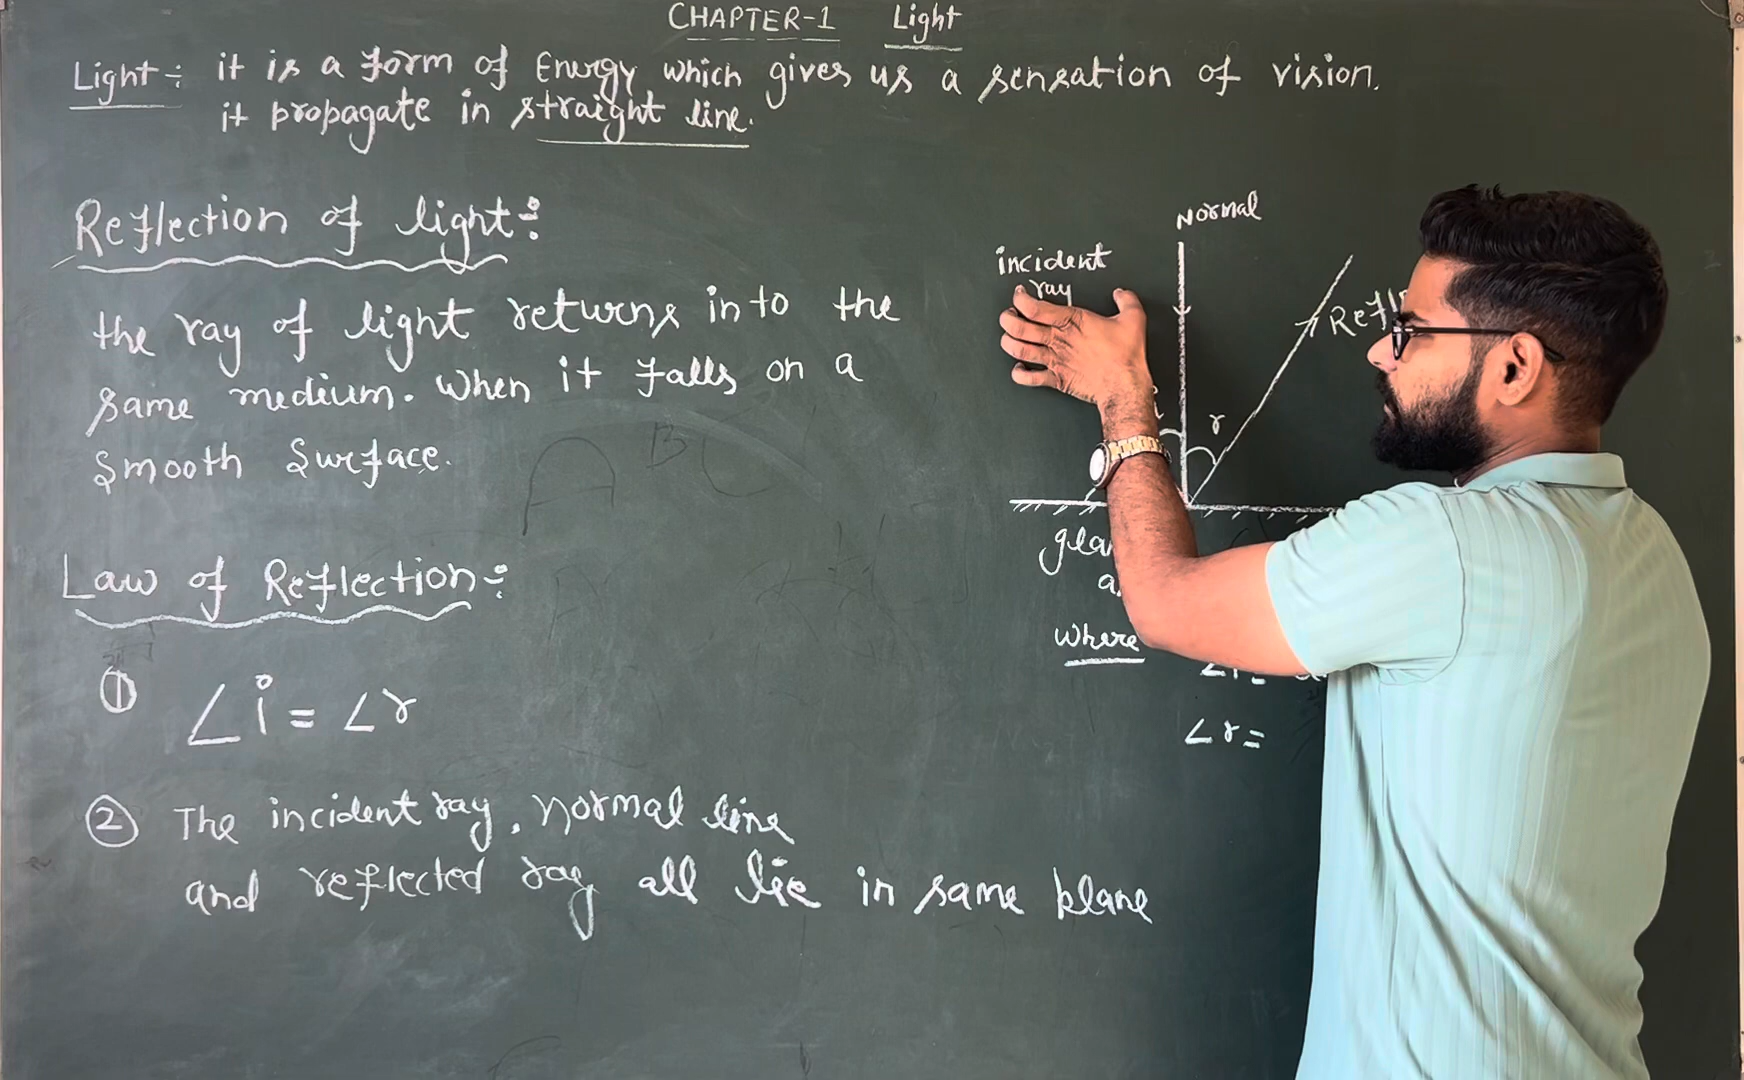 CHAPTER-1 Light
Light:- it is a form of Energy which gives us a sensation of vision.
it propagate in straight line.
Reflection of light:-
the ray of light returns in to the
same medium. When it falls on a
smooth surface.
Law of Reflection:-
① ∠i = ∠r
② The incident ray, normal line
and reflected ray all lie in same plane
Normal
incident
ray
i
r
where
∠i =
∠r =